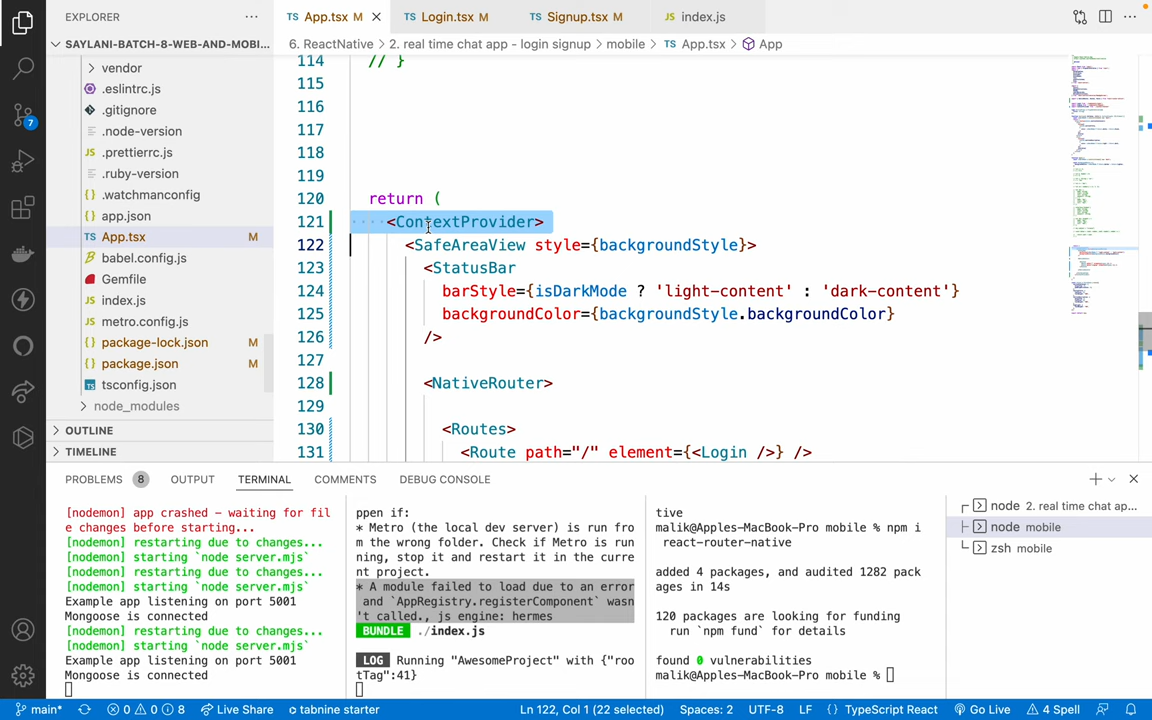 EXPLORER
SAYLANI-BATCH-8-WEB-AND-MOBI...
vendor
.eslintrc.js
.gitignore
.node-version
JS .prettierrc.js
.ruby-version
.watchmanconfig
{} app.json
TS App.tsx M
babel.config.js
Gemfile
JS index.js
JS metro.config.js
{} package-lock.json M
{} package.json M
tsconfig.json
node_modules
OUTLINE
TIMELINE
7
TS App.tsx M
TS Login.tsx M
TS Signup.tsx M
JS index.js
6. ReactNative > 2. real time chat app - login signup > mobile > TS App.tsx > App
114 // }
115
116
117
118
119
120 return (
121 <ContextProvider>
122 <SafeAreaView style={backgroundStyle}>
123 <StatusBar
124 barStyle={isDarkMode ? 'light-content' : 'dark-content'}
125 backgroundColor={backgroundStyle.backgroundColor}
126 />
127
128 <NativeRouter>
129
130 <Routes>
131 <Route path="/" element={<Login />} />
PROBLEMS 8 OUTPUT TERMINAL COMMENTS DEBUG CONSOLE
[nodemon] app crashed - waiting for fil
e changes before starting...
[nodemon] restarting due to changes...
[nodemon] starting `node server.mjs`
[nodemon] restarting due to changes...
[nodemon] starting `node server.mjs`
Example app listening on port 5001
Mongoose is connected
[nodemon] restarting due to changes...
[nodemon] starting `node server.mjs`
Example app listening on port 5001
Mongoose is connected
ppen if:
* Metro (the local dev server) is run fro
m the wrong folder. Check if Metro is run
ning, stop it and restart it in the curre
nt project.
* A module failed to load due to an error
and `AppRegistry.registerComponent` wasn
't called., js engine: hermes
BUNDLE ./index.js
LOG Running "AwesomeProject" with {"roo
tTag":41}
tive
malik@Apples-MacBook-Pro mobile % npm i
react-router-native
added 4 packages, and audited 1282 pack
ages in 14s
120 packages are looking for funding
run `npm fund` for details
found 0 vulnerabilities
malik@Apples-MacBook-Pro mobile %
node 2. real time chat ap...
node mobile
zsh mobile
main* 0 0 8 Live Share tabnine starter Ln 122, Col 1 (22 selected) Spaces: 2 UTF-8 LF {} TypeScript React Go Live 4 Spell